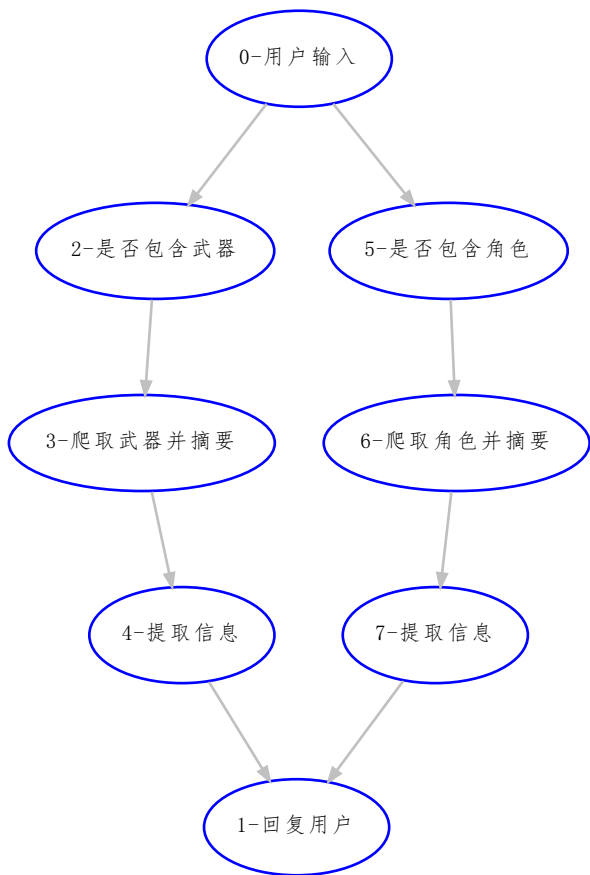 0-用户输入
2-是否包含武器
5-是否包含角色
3-爬取武器并摘要
6-爬取角色并摘要
4-提取信息
7-提取信息
1-回复用户